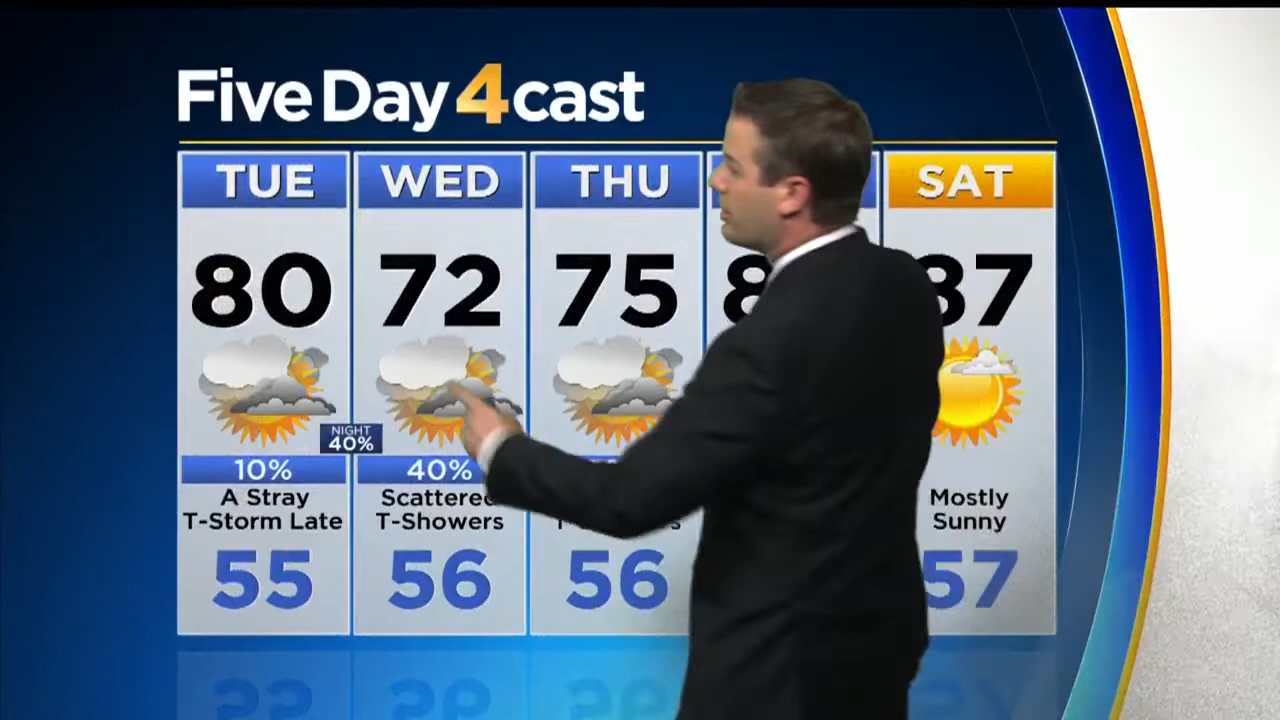 Five Day 4cast
TUE WED THU SAT
80 72 75 87
NIGHT
40%
10% 40%
A Stray Scattered Mostly
T-Storm Late T-Showers Sunny
55 56 56 57